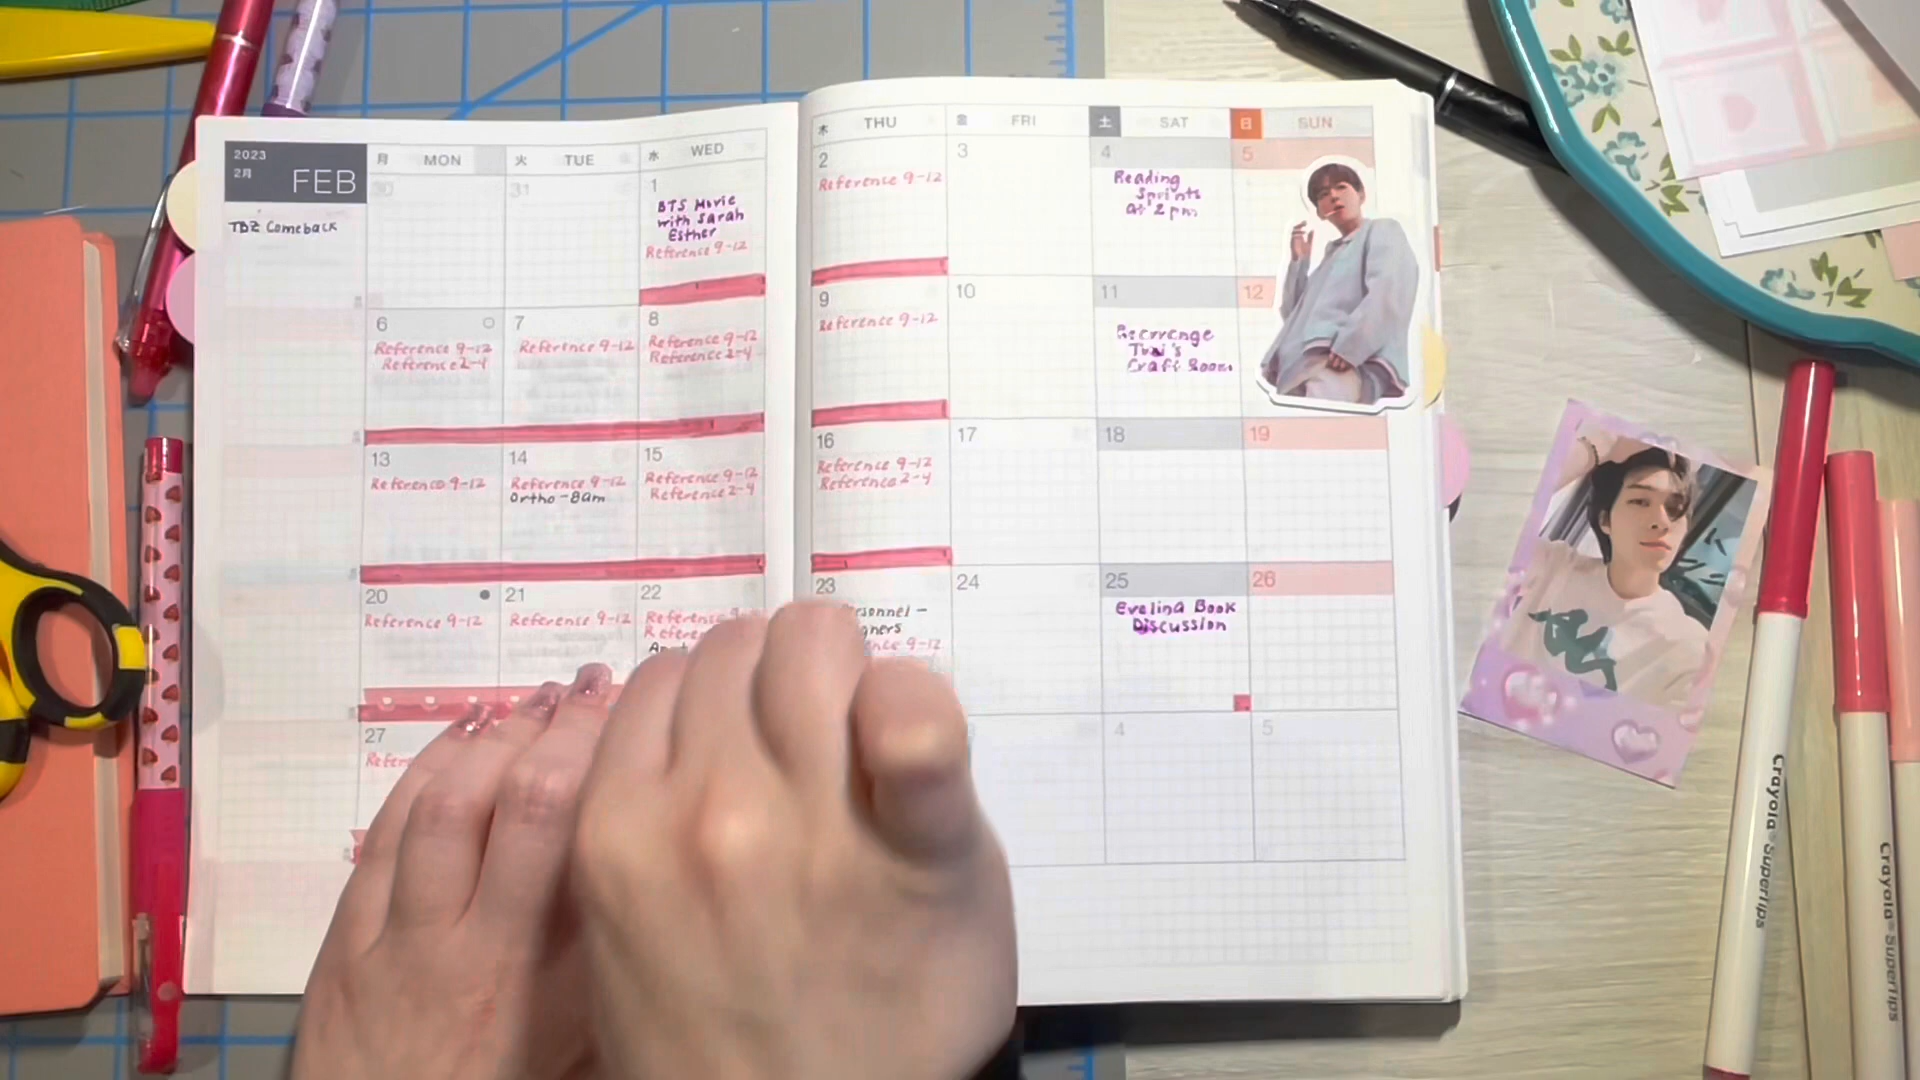 2023
2月
FEB
月 MON
火 TUE
水 WED
木 THU
金 FRI
土 SAT
日 SUN
TBZ Comeback
30
31
1
BTS Movie
with Sarah
Esther
Reference 9-12
2
Reference 9-12
3
4
Reading
Sprints
at 2 pm
5
6
Reference 9-12
Reference 2-4
7
Reference 9-12
8
Reference 9-12
Reference 2-4
9
Reference 9-12
10
11
Rearrange
Craft Room
12
13
Reference 9-12
14
Reference 9-12
Ortho - 8am
15
Reference 9-12
Reference 2-4
16
Reference 9-12
Reference 2-4
17
18
19
20
Reference 9-12
21
Reference 9-12
22
23
24
25
Evelina Book
Discussion
26
27
4
5
Crayola SuperTips
Crayola SuperTips